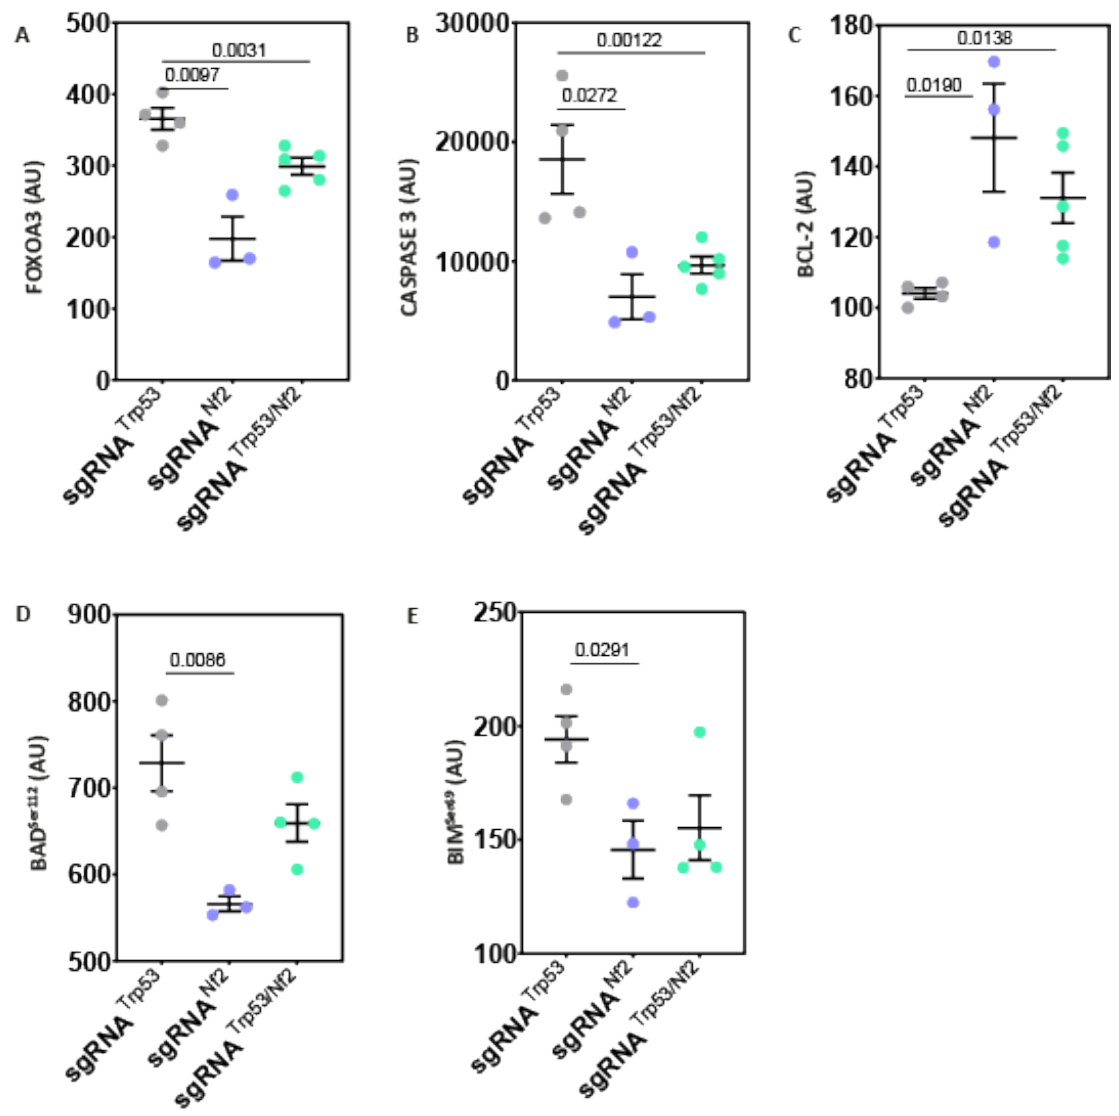 A
FOXOA3 (AU)
500
400
300
200
100
0
0.0031
0.0097
sgRNA Trp53
sgRNA Nf2
sgRNA Trp53/Nf2
B
CASPASE 3 (AU)
30000
20000
10000
0
0.00122
0.0272
sgRNA Trp53
sgRNA Nf2
sgRNA Trp53/Nf2
C
BCL-2 (AU)
180
160
140
120
100
80
0.0138
0.0190
sgRNA Trp53
sgRNA Nf2
sgRNA Trp53/Nf2
D
BAD Ser112 (AU)
900
800
700
600
500
0.0086
sgRNA Trp53
sgRNA Nf2
sgRNA Trp53/Nf2
E
BIM Ser69 (AU)
250
200
150
100
0.0291
sgRNA Trp53
sgRNA Nf2
sgRNA Trp53/Nf2